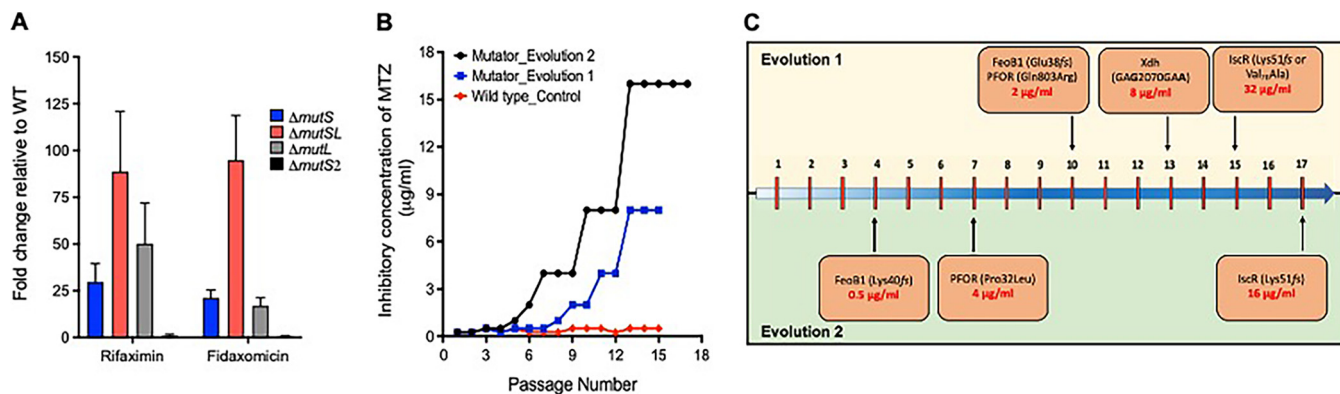 A
Fold change relative to WT
150
125
100
75
50
25
0
ΔmutS
ΔmutSL
ΔmutL
ΔmutS2
Rifaximin
Fidaxomicin
B
Inhibitory concentration of MTZ
(µg/ml)
18
15
12
9
6
3
0
Mutator_Evolution 2
Mutator_Evolution 1
Wild type_Control
0 3 6 9 12 15 18
Passage Number
C
Evolution 1
FeoB1 (Glu38fs)
PFOR (Gln803Arg)
2 µg/ml
Xdh
(GAG2070GAA)
8 µg/ml
IscR (Lys51fs or
Val₇₈Ala)
32 µg/ml
1 2 3 4 5 6 7 8 9 10 11 12 13 14 15 16 17
FeoB1 (Lys40fs)
0.5 µg/ml
PFOR (Pro32Leu)
4 µg/ml
IscR (Lys51fs)
16 µg/ml
Evolution 2